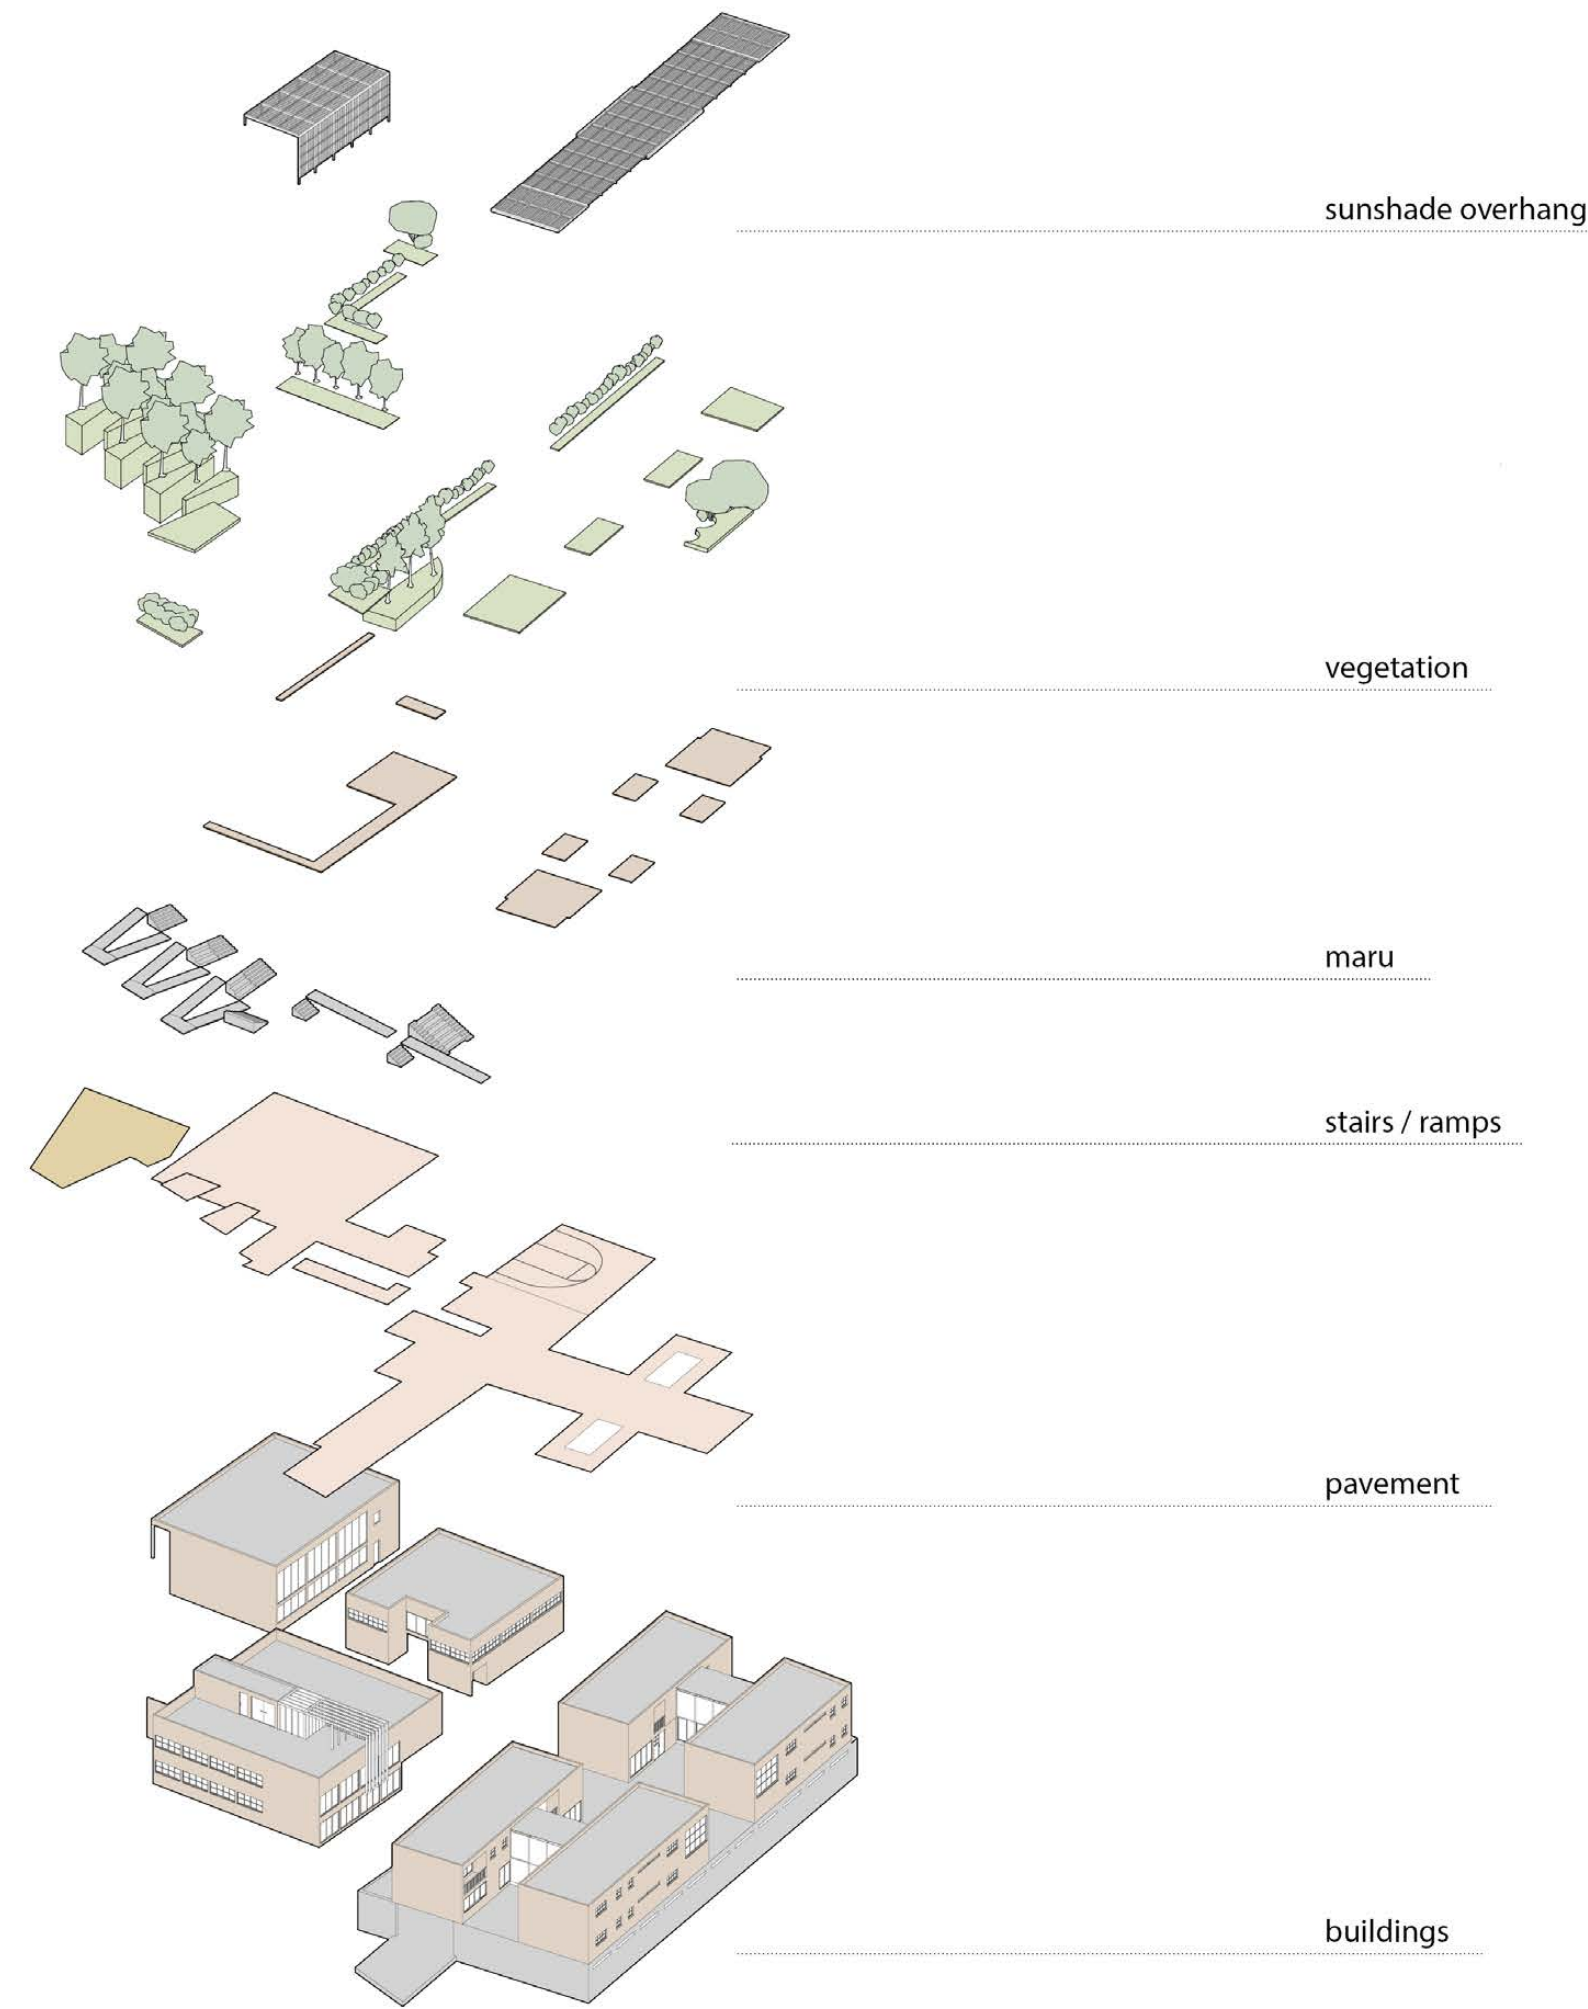 sunshade overhang
vegetation
maru
stairs / ramps
pavement
buildings